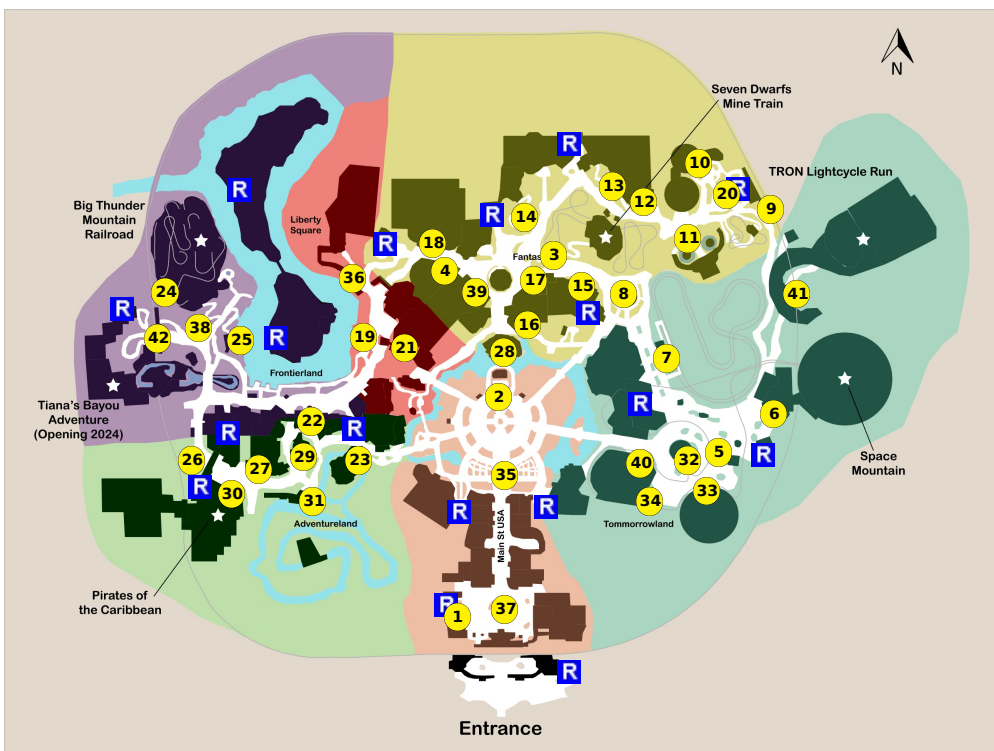 N
Seven Dwarfs
Mine Train
R
10
TRON Lightcycle Run
13
20
R
R
12
9
Big Thunder
Mountain
Railroad
Liberty
Square
R
14
18
R
11
3
Fantas
4
36
17
24
39
15
8
41
R
R
16
38
42
25
R
19
21
28
7
Frontierland
2
Tiana's Bayou
Adventure
(Opening 2024)
R
6
22
R
R
5
R
29
26
23
32
40
Space
Mountain
27
35
R
30
31
33
34
R
R
Adventureland
Main St USA
Tommorrowland
Pirates of
the Caribbean
R
1
37
R
Entrance